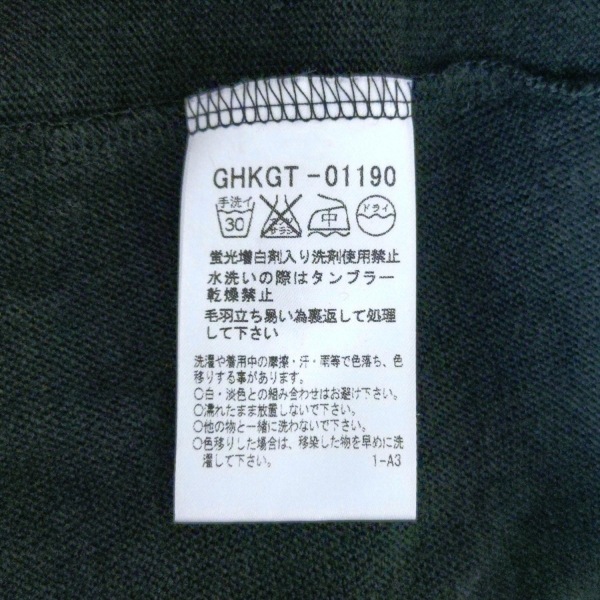 GHKGT-01190
手洗イ
30
エンソ
サラシ
中
ドライ
蛍光増白剤入り洗剤使用禁止
水洗いの際はタンブラー
乾燥禁止
毛羽立ち易い為裏返して処理
して下さい
洗濯や着用中の摩擦・汗・雨等で色落ち、色
移りする事があります。
○白・淡色との組み合わせはお避け下さい。
○濡れたまま放置しないで下さい。
○他の物と一緒に洗わないで下さい。
○色移りした場合は、移染した物を早めに洗
濯して下さい。
1-A3